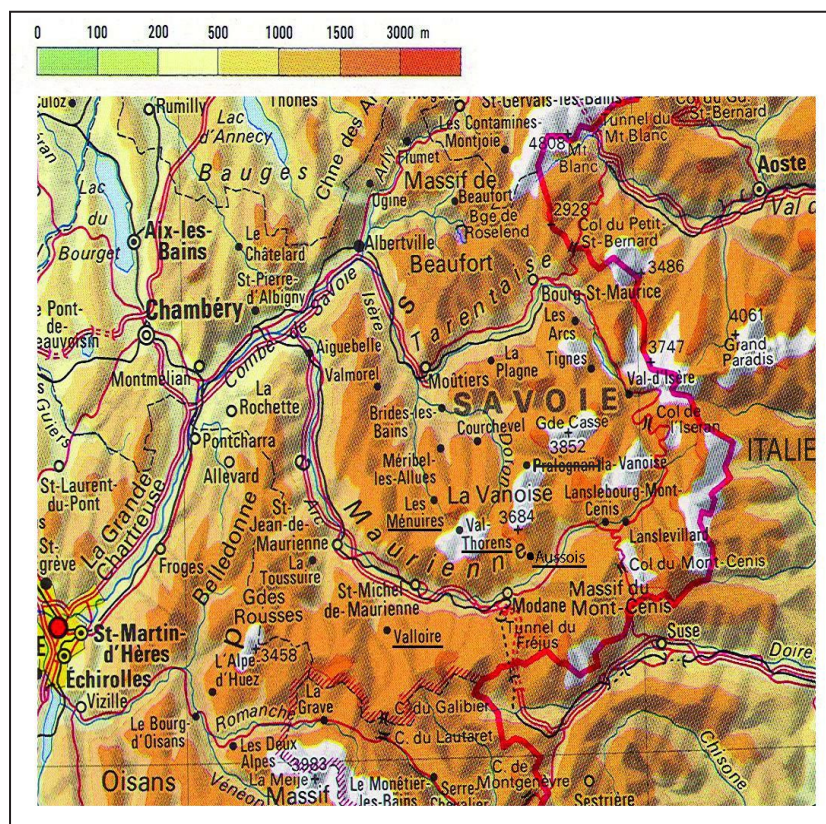 0 100 200 500 1000 1500 3000 m
Rumilly
Lac
d'Annecy
Thônes
St-Gervais-les-Bains
Tunnel du
Mt Blanc
St-Bernard
Les Contamines-
Montjoie
4808
Mt
Blanc
Aoste
Bauges
Arly
Flumet
Massif de
Beaufort
Ugine
Beaufort
Bge de
Roselend
2928
Col du Petit-
St-Bernard
Lac
du
Bourget
Aix-les-
Bains
Le
Châtelard
Albertville
St-Pierre-
d'Albigny
3486
Chambéry
Combe de Savoie
Isère
Tarentaise
Bourg-St-Maurice
4061
Grand
Paradis
Les
Arcs
Tignes
3747
Val-d'Isère
Aiguebelle
Valmorel
La
Plagne
Moûtiers
Montmélian
SAVOIE
La
Rochette
Brides-les-
Bains
Courchevel
Gde Casse
3852
Col de
l'Iseran
ITALIE
Guiers
Pontcharra
Allevard
Doron
Méribel-
les-Allues
Pralognan-la-Vanoise
St-Laurent-
du-Pont
La Grande
Chartreuse
La Vanoise
Lanslebourg-Mont-
Cenis
Les
Ménuires
Val-
Thorens
3684
Lanslevillard
St-
Jean-de-
Maurienne
Arc
Maurienne
Aussois
Col du Mont-Cenis
Froges
Belledonne
La
Toussuire
St-Michel
de-Maurienne
Modane
Massif du
Mont-Cenis
Gdes
Rousses
Tunnel du
Fréjus
Suse
Doire
St-Martin-
d'Hères
Valloire
3458
Échirolles
L'Alpe-
d'Huez
Vizille
La
Grave
C. du Galibier
Romanche
Le Bourg-
d'Oisans
C. du Lautaret
Les Deux
Alpes
3983
La Meije
C. de
Montgenèvre
Chisone
Oisans
Vénéon
Massif
Le Monêtier-
les-Bains
Serre-
Chevalier
Sestrière